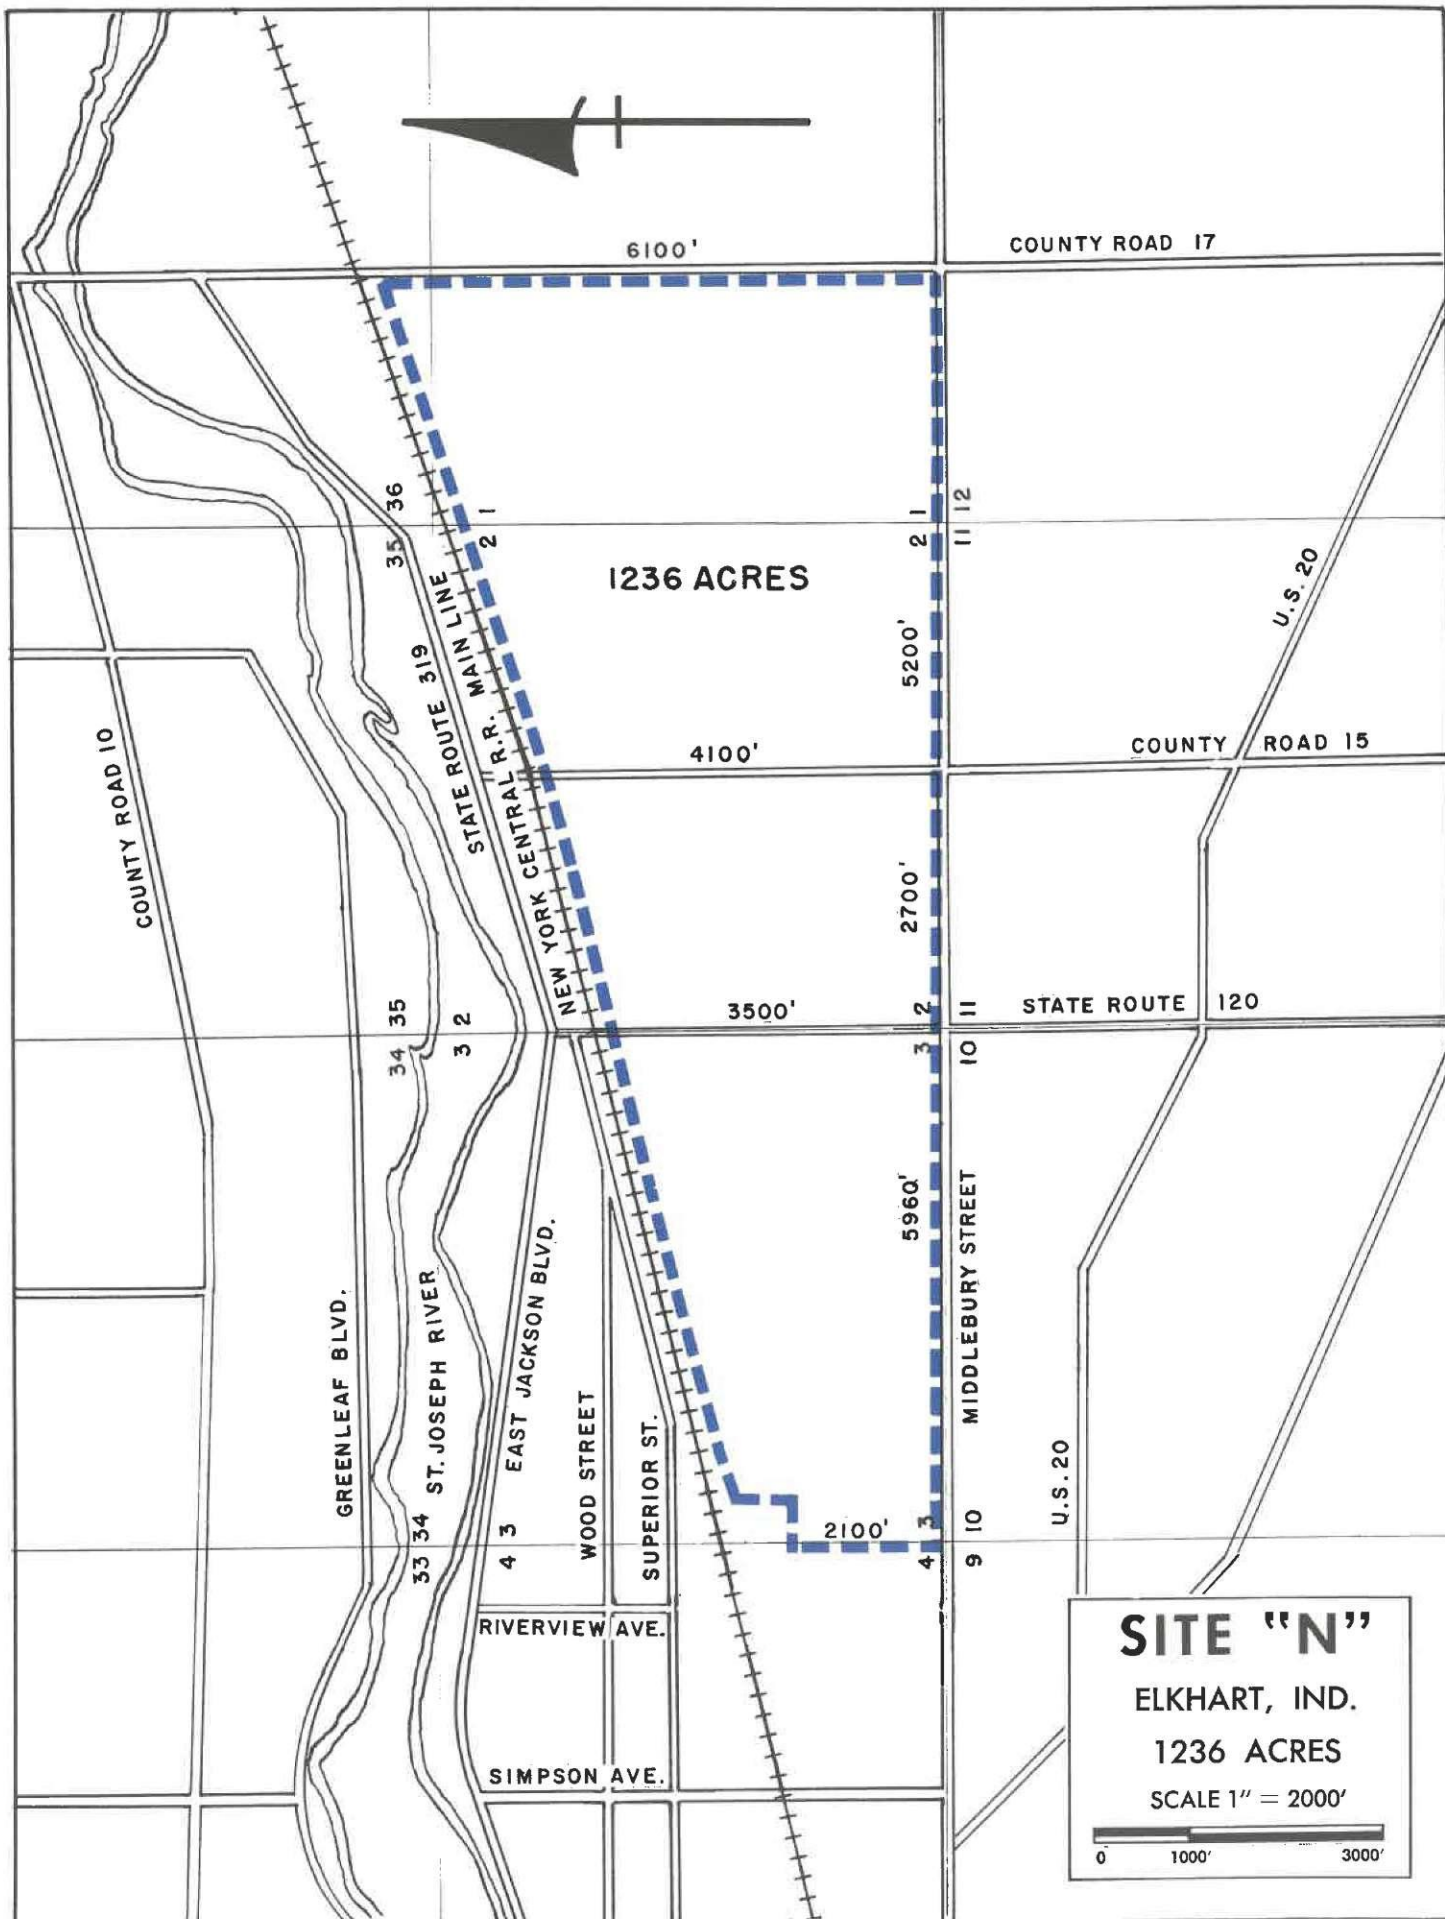 6100'
COUNTY ROAD 17
36
35
1
2
1
2
12
11
1236 ACRES
5200'
U.S. 20
STATE ROUTE 319
NEW YORK CENTRAL R.R. MAIN LINE
COUNTY ROAD 10
4100'
COUNTY ROAD 15
2700'
35
34
2
3
3500'
2
3
11
10
STATE ROUTE 120
5960'
MIDDLEBURY STREET
GREENLEAF BLVD.
ST. JOSEPH RIVER
EAST JACKSON BLVD.
WOOD STREET
SUPERIOR ST.
U.S. 20
34
33
3
4
2100'
3
4
10
9
RIVERVIEW AVE.
SIMPSON AVE.
SITE "N"
ELKHART, IND.
1236 ACRES
SCALE 1" = 2000'
0 1000' 3000'